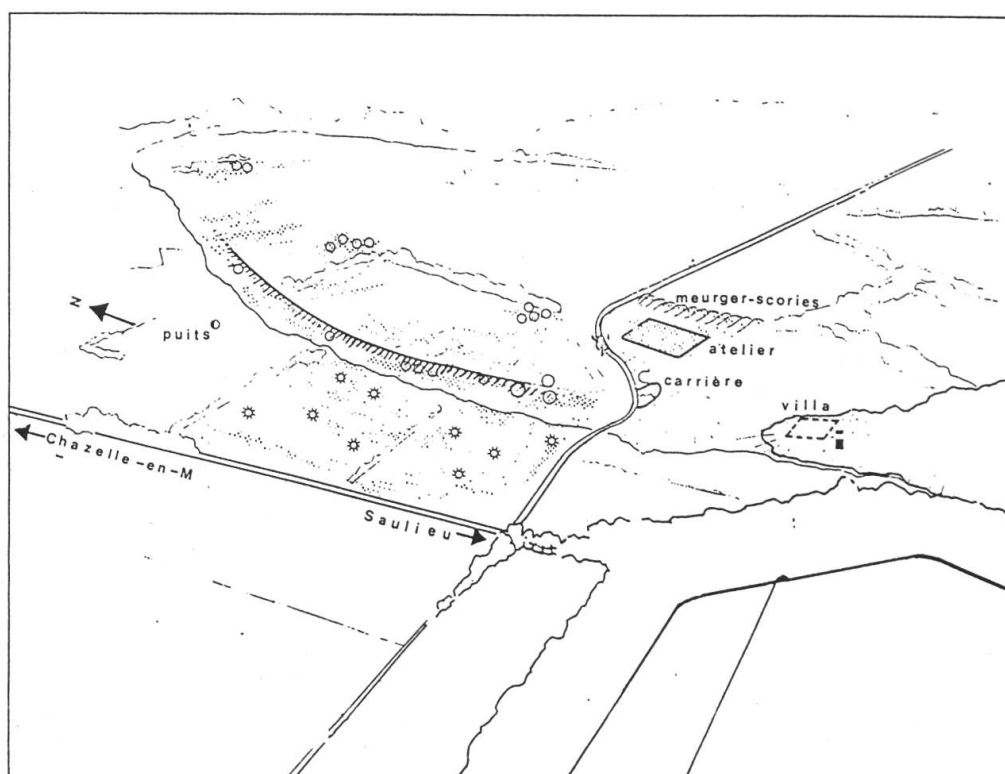 meurger-scories
N
puits
atelier
carrière
villa
Chazelle-en-M
Saulieu